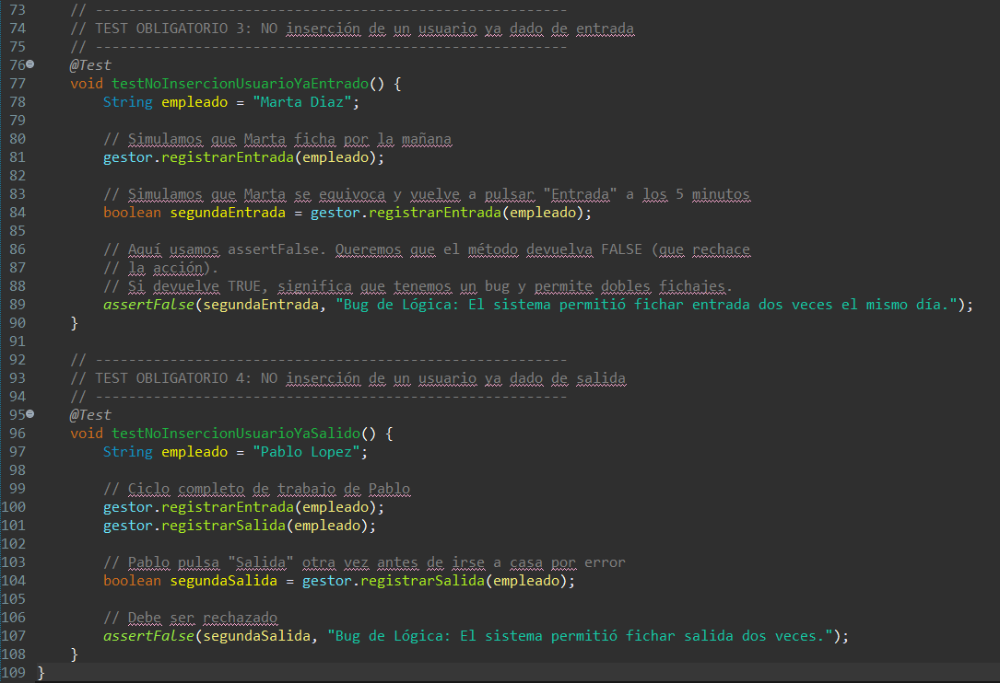 73 // ---------------------------------------------------------
74 // TEST OBLIGATORIO 3: NO inserción de un usuario ya dado de entrada
75 // ---------------------------------------------------------
76 @Test
77 void testNoInsercionUsuarioYaEntrado() {
78 String empleado = "Marta Diaz";
79
80 // Simulamos que Marta ficha por la mañana
81 gestor.registrarEntrada(empleado);
82
83 // Simulamos que Marta se equivoca y vuelve a pulsar "Entrada" a los 5 minutos
84 boolean segundaEntrada = gestor.registrarEntrada(empleado);
85
86 // Aquí usamos assertFalse. Queremos que el método devuelva FALSE (que rechace
87 // la acción).
88 // Si devuelve TRUE, significa que tenemos un bug y permite dobles fichajes.
89 assertFalse(segundaEntrada, "Bug de Lógica: El sistema permitió fichar entrada dos veces el mismo día.");
90 }
91
92 // ---------------------------------------------------------
93 // TEST OBLIGATORIO 4: NO inserción de un usuario ya dado de salida
94 // ---------------------------------------------------------
95 @Test
96 void testNoInsercionUsuarioYaSalido() {
97 String empleado = "Pablo Lopez";
98
99 // Ciclo completo de trabajo de Pablo
100 gestor.registrarEntrada(empleado);
101 gestor.registrarSalida(empleado);
102
103 // Pablo pulsa "Salida" otra vez antes de irse a casa por error
104 boolean segundaSalida = gestor.registrarSalida(empleado);
105
106 // Debe ser rechazado
107 assertFalse(segundaSalida, "Bug de Lógica: El sistema permitió fichar salida dos veces.");
108 }
109 }